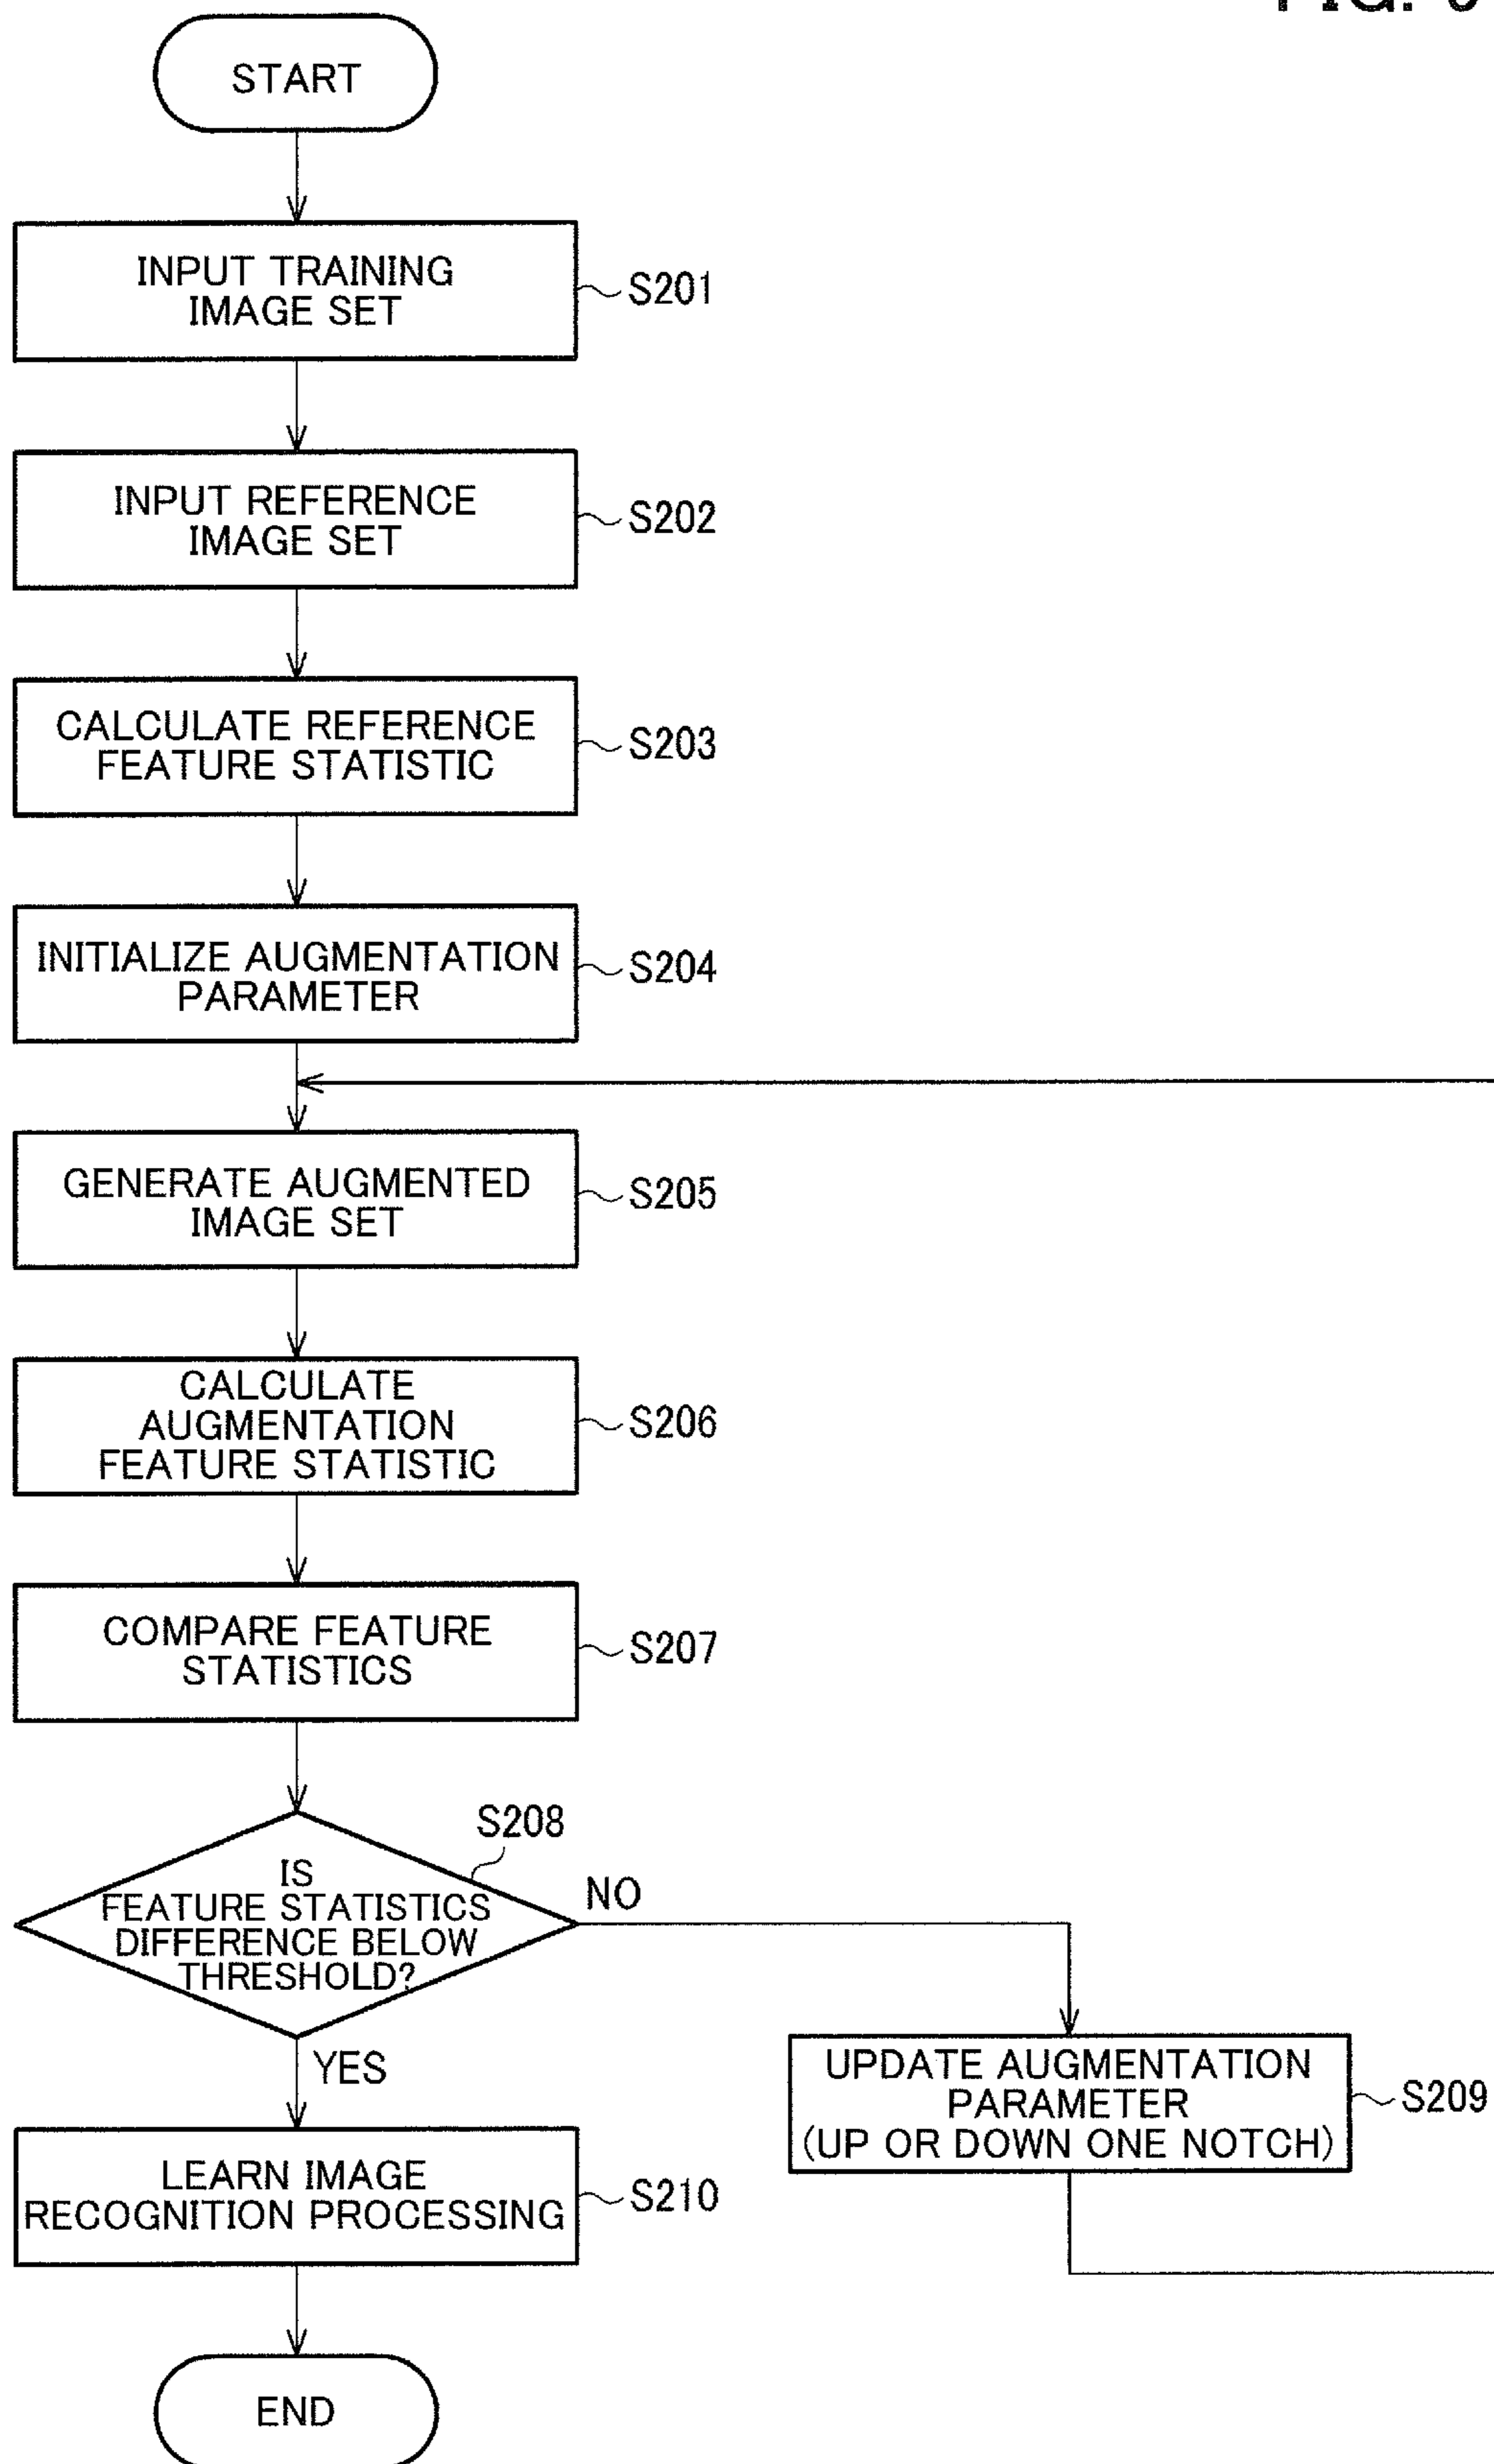 FIG.
START
INPUT TRAINING
IMAGE SET
S201
INPUT REFERENCE
IMAGE SET
S202
CALCULATE REFERENCE
FEATURE STATISTIC
S203
INITIALIZE AUGMENTATION
PARAMETER
S204
GENERATE AUGMENTED
IMAGE SET
S205
CALCULATE
AUGMENTATION
FEATURE STATISTIC
S206
COMPARE FEATURE
STATISTICS
S207
S208
IS
FEATURE STATISTICS
DIFFERENCE BELOW
THRESHOLD?
NO
YES
UPDATE AUGMENTATION
PARAMETER
(UP OR DOWN ONE NOTCH)
S209
LEARN IMAGE
RECOGNITION PROCESSING
S210
END